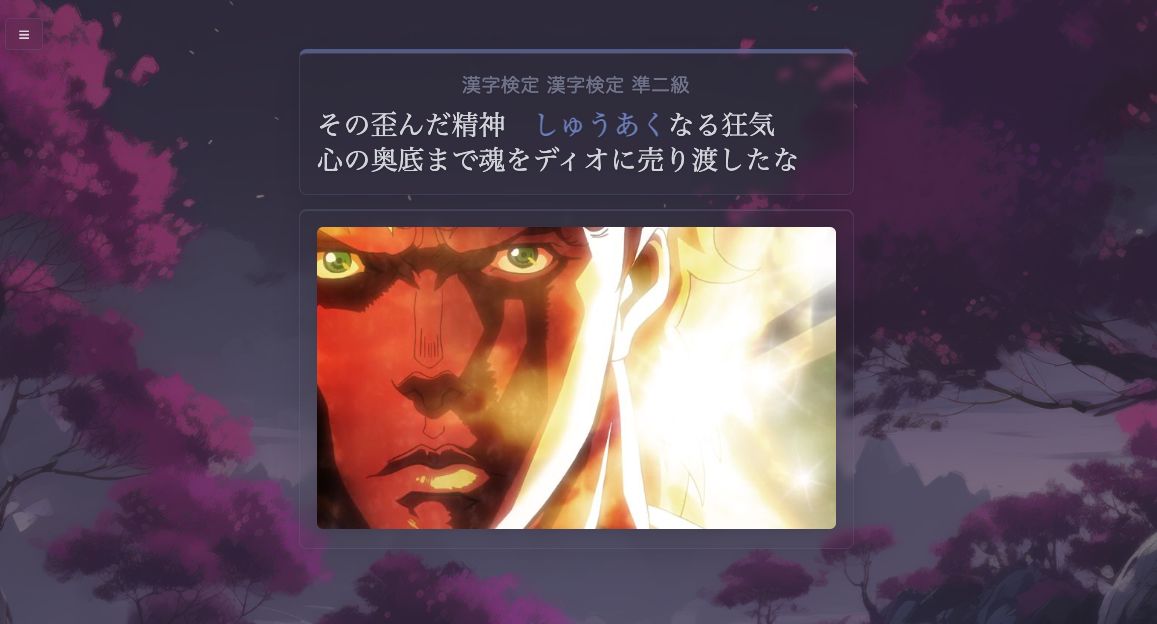 漢字検定 漢字検定 準二級
その歪んだ精神　しゅうあくなる狂気
心の奥底まで魂をディオに売り渡したな